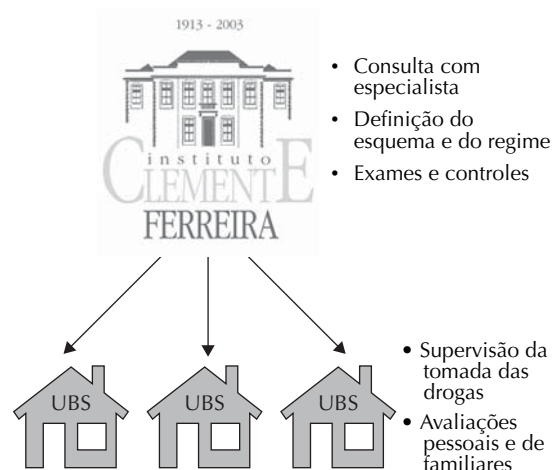 1913 - 2003
instituto
CLEMENTE
FERREIRA
• Consulta com
especialista
• Definição do
esquema e do regime
• Exames e controles
UBS
UBS
UBS
• Supervisão da
tomada das
drogas
• Avaliações
pessoais e de
familiares